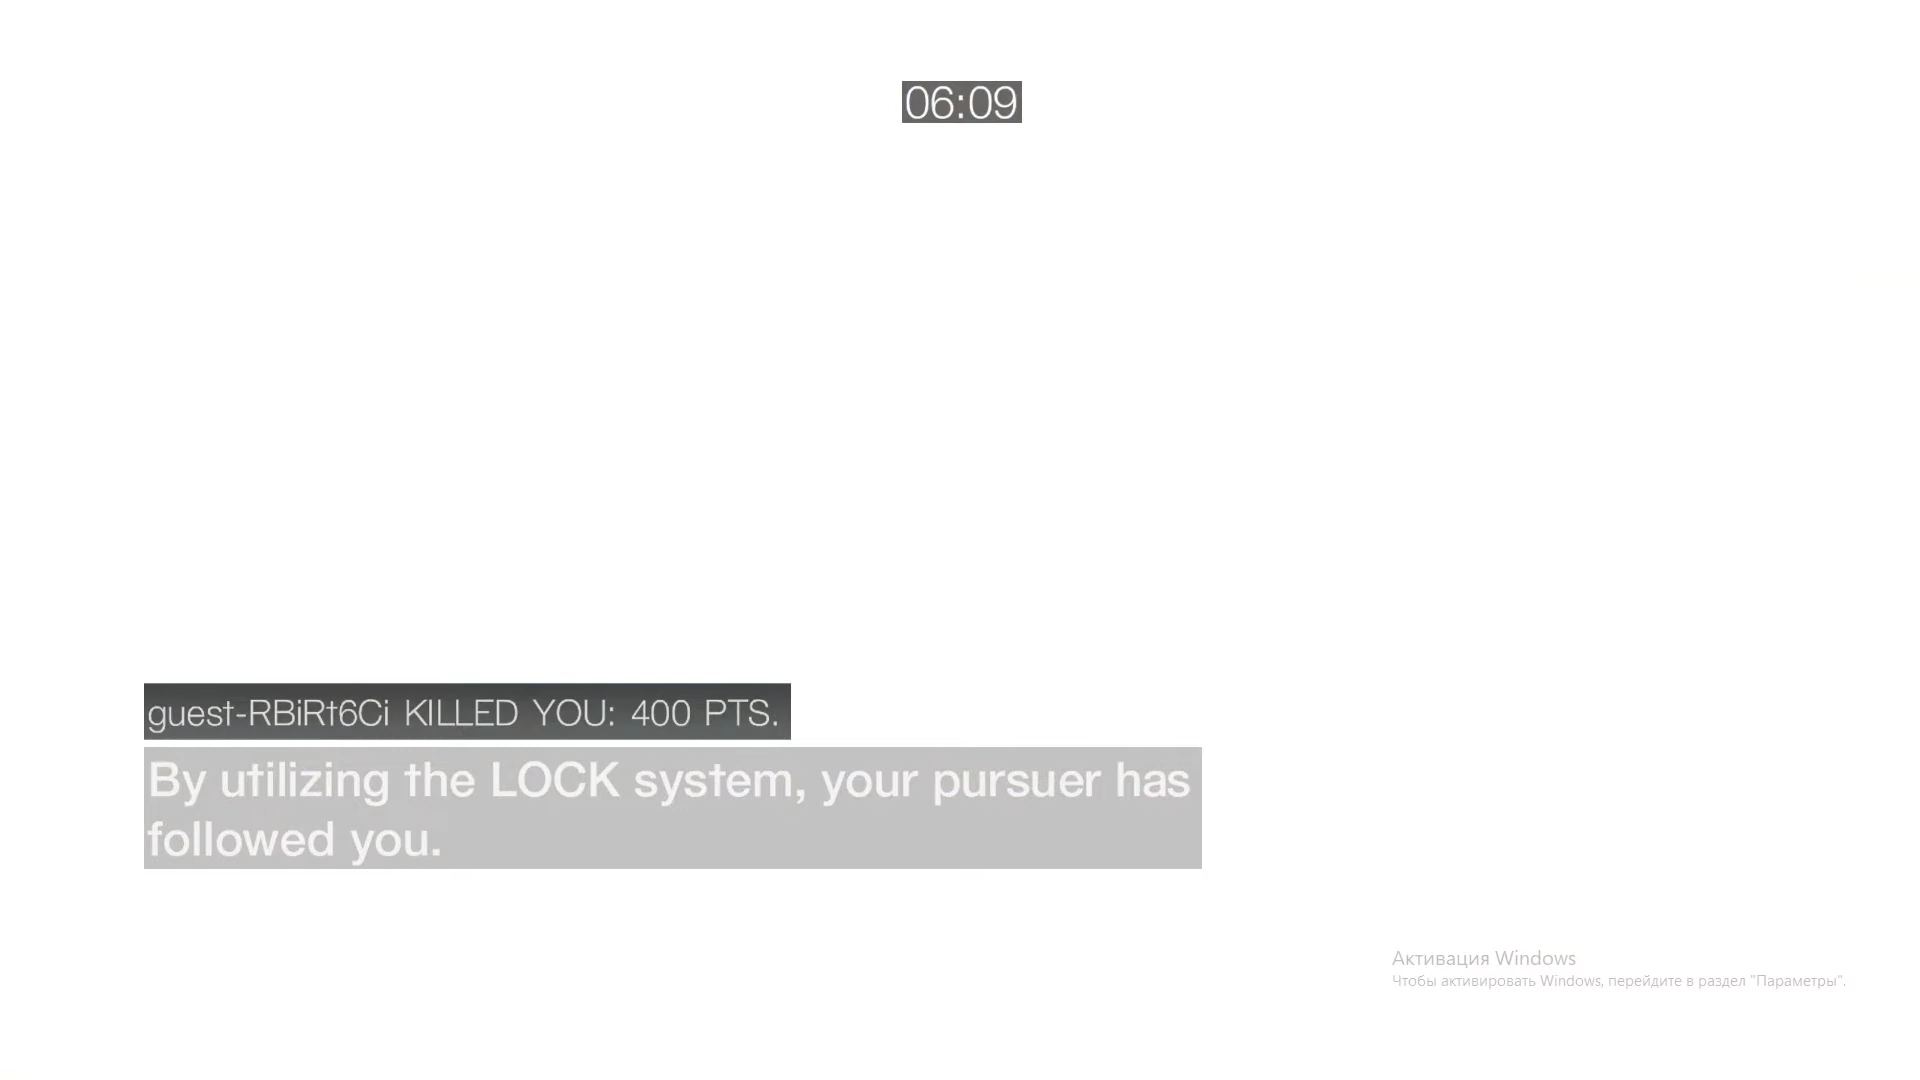 06:09
guest-RBiRt6Ci KILLED YOU: 400 PTS.
By utilizing the LOCK system, your pursuer has
followed you.
Активация Windows
Чтобы активировать Windows, перейдите в раздел "Параметры".